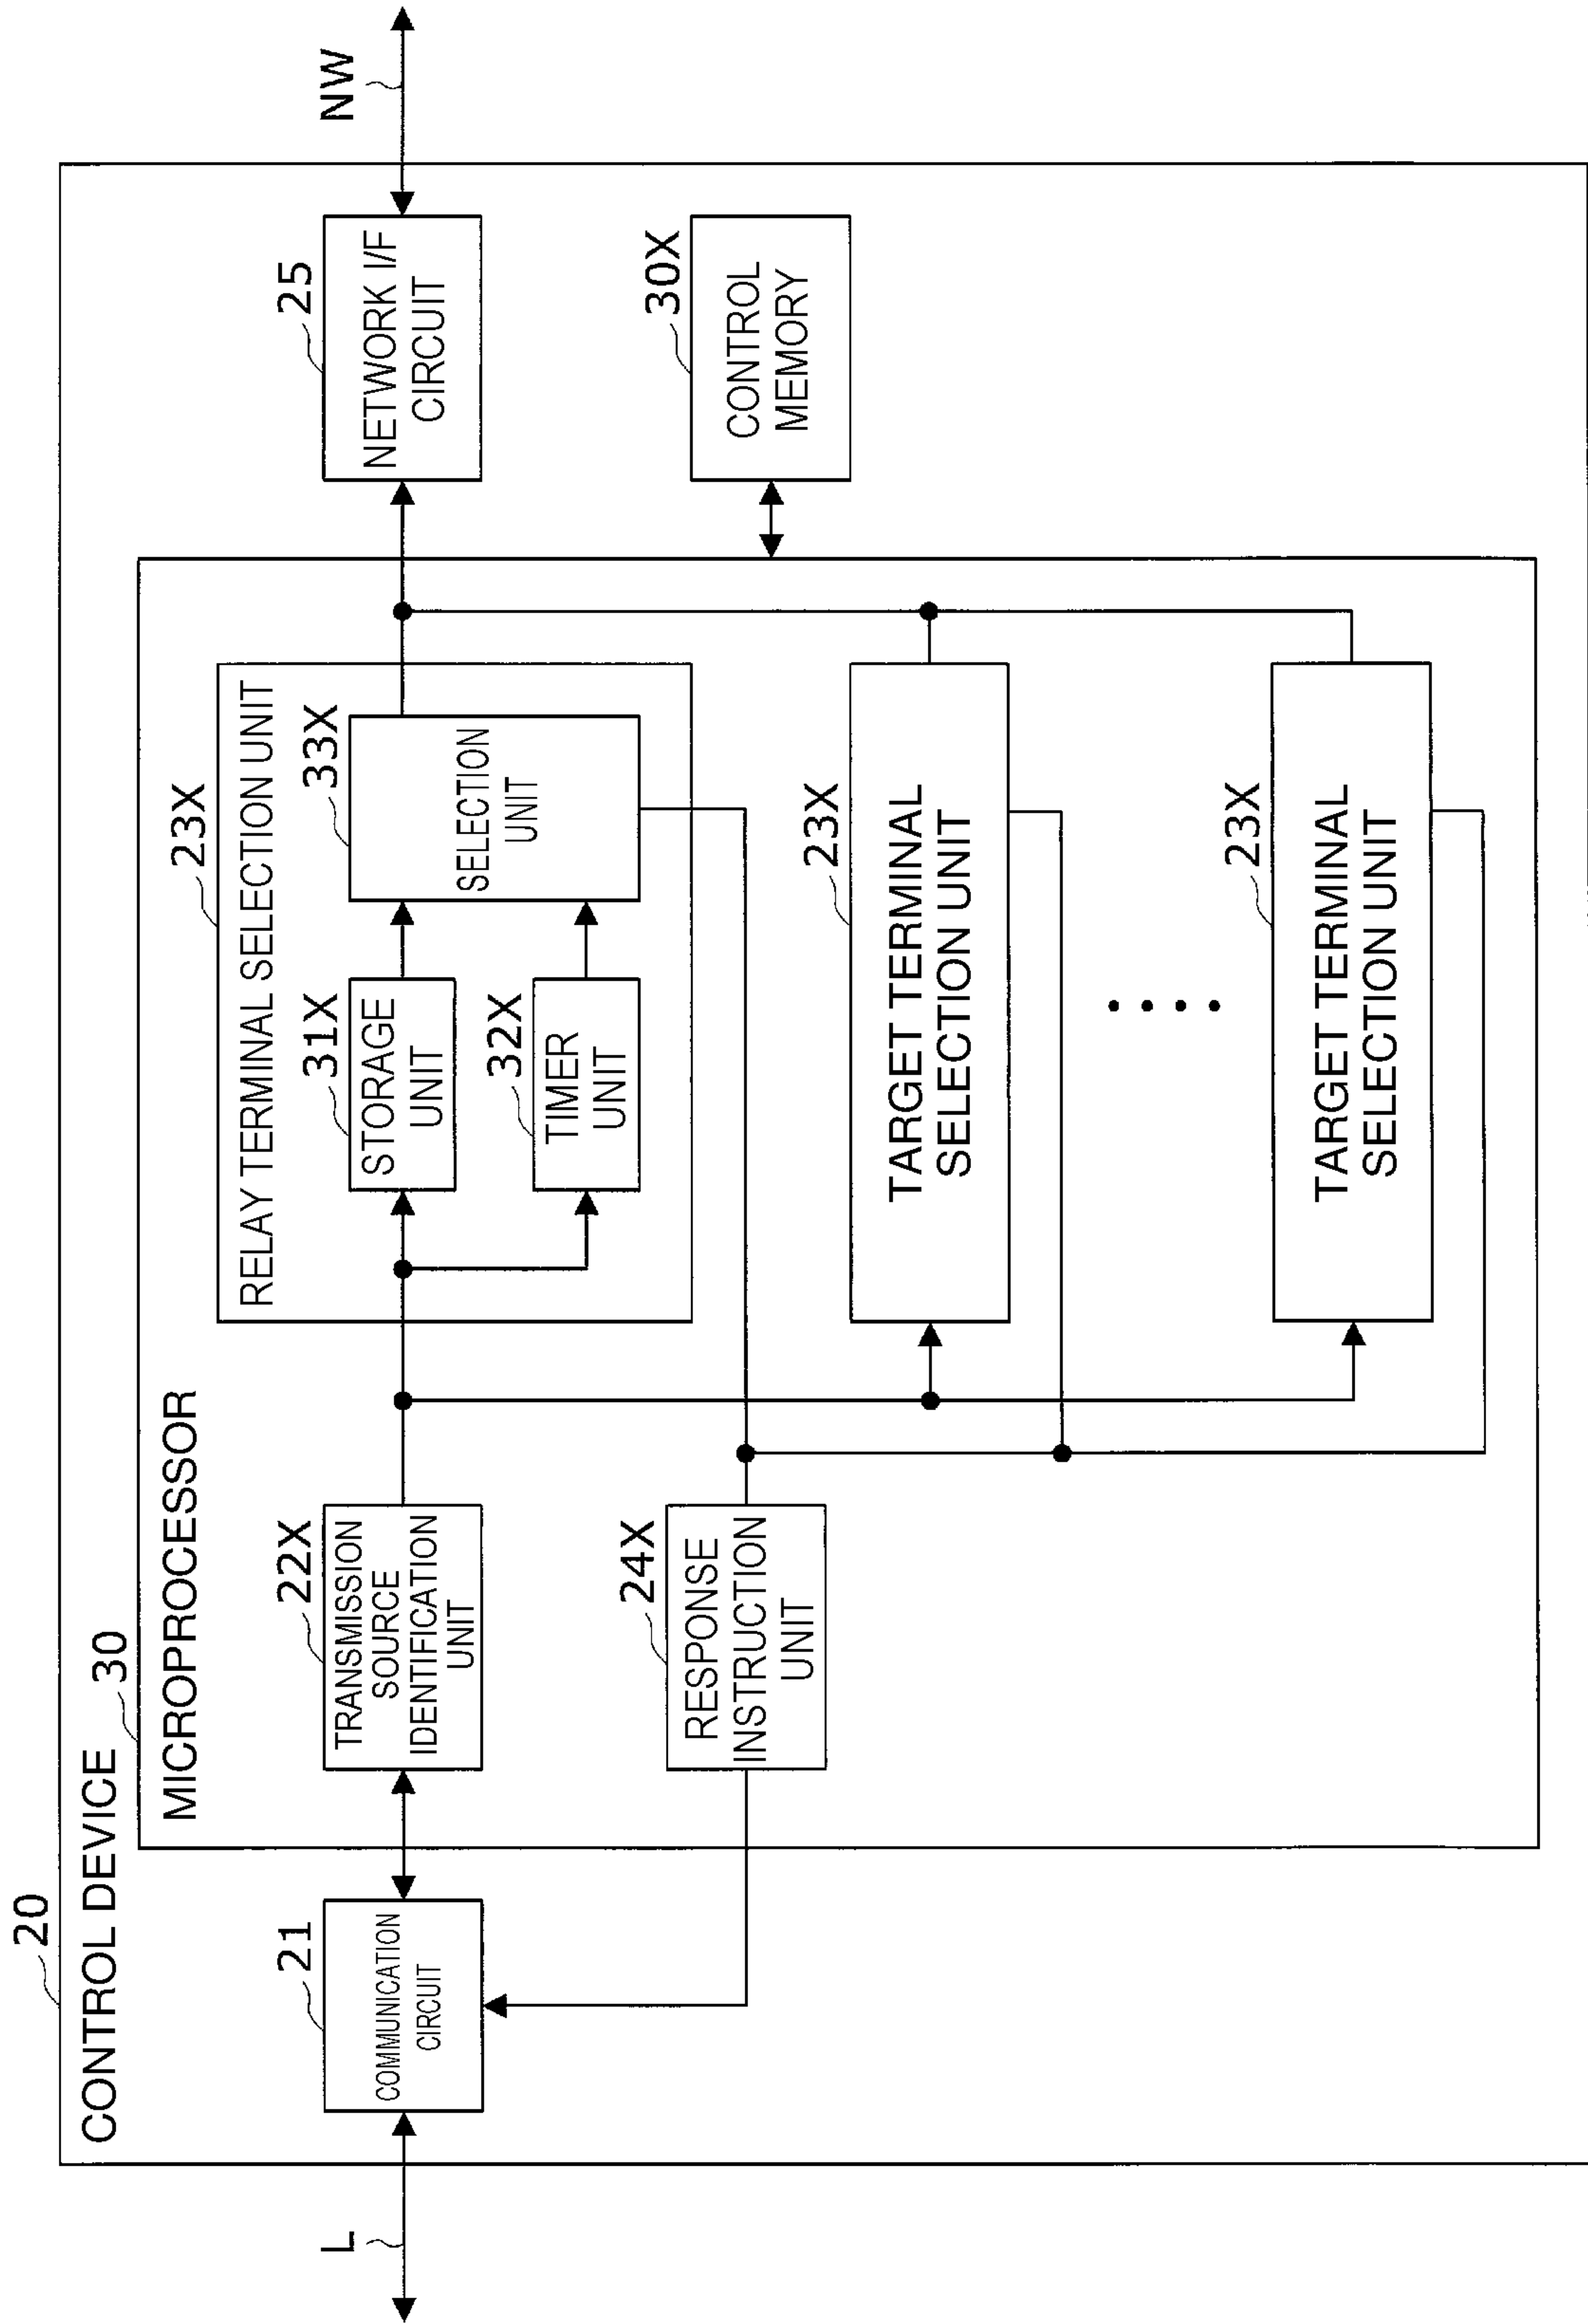 20
CONTROL DEVICE
30
MICROPROCESSOR
L
21
COMMUNICATION
CIRCUIT
22X
TRANSMISSION
SOURCE
IDENTIFICATION
UNIT
24X
RESPONSE
INSTRUCTION
UNIT
23X
RELAY TERMINAL SELECTION UNIT
31X
STORAGE
UNIT
32X
TIMER
UNIT
33X
SELECTION
UNIT
23X
TARGET TERMINAL
SELECTION UNIT
23X
TARGET TERMINAL
SELECTION UNIT
25
NETWORK I/F
CIRCUIT
30X
CONTROL
MEMORY
NW